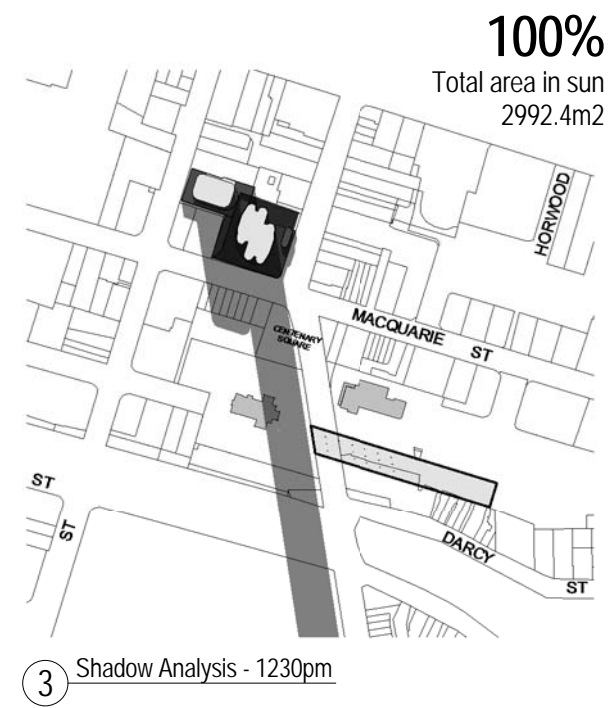 100%
Total area in sun
2992.4m2
HORWOOD
MACQUARIE ST
CENTENARY
SQUARE
ST
ST
DARCY
ST
3 Shadow Analysis - 1230pm